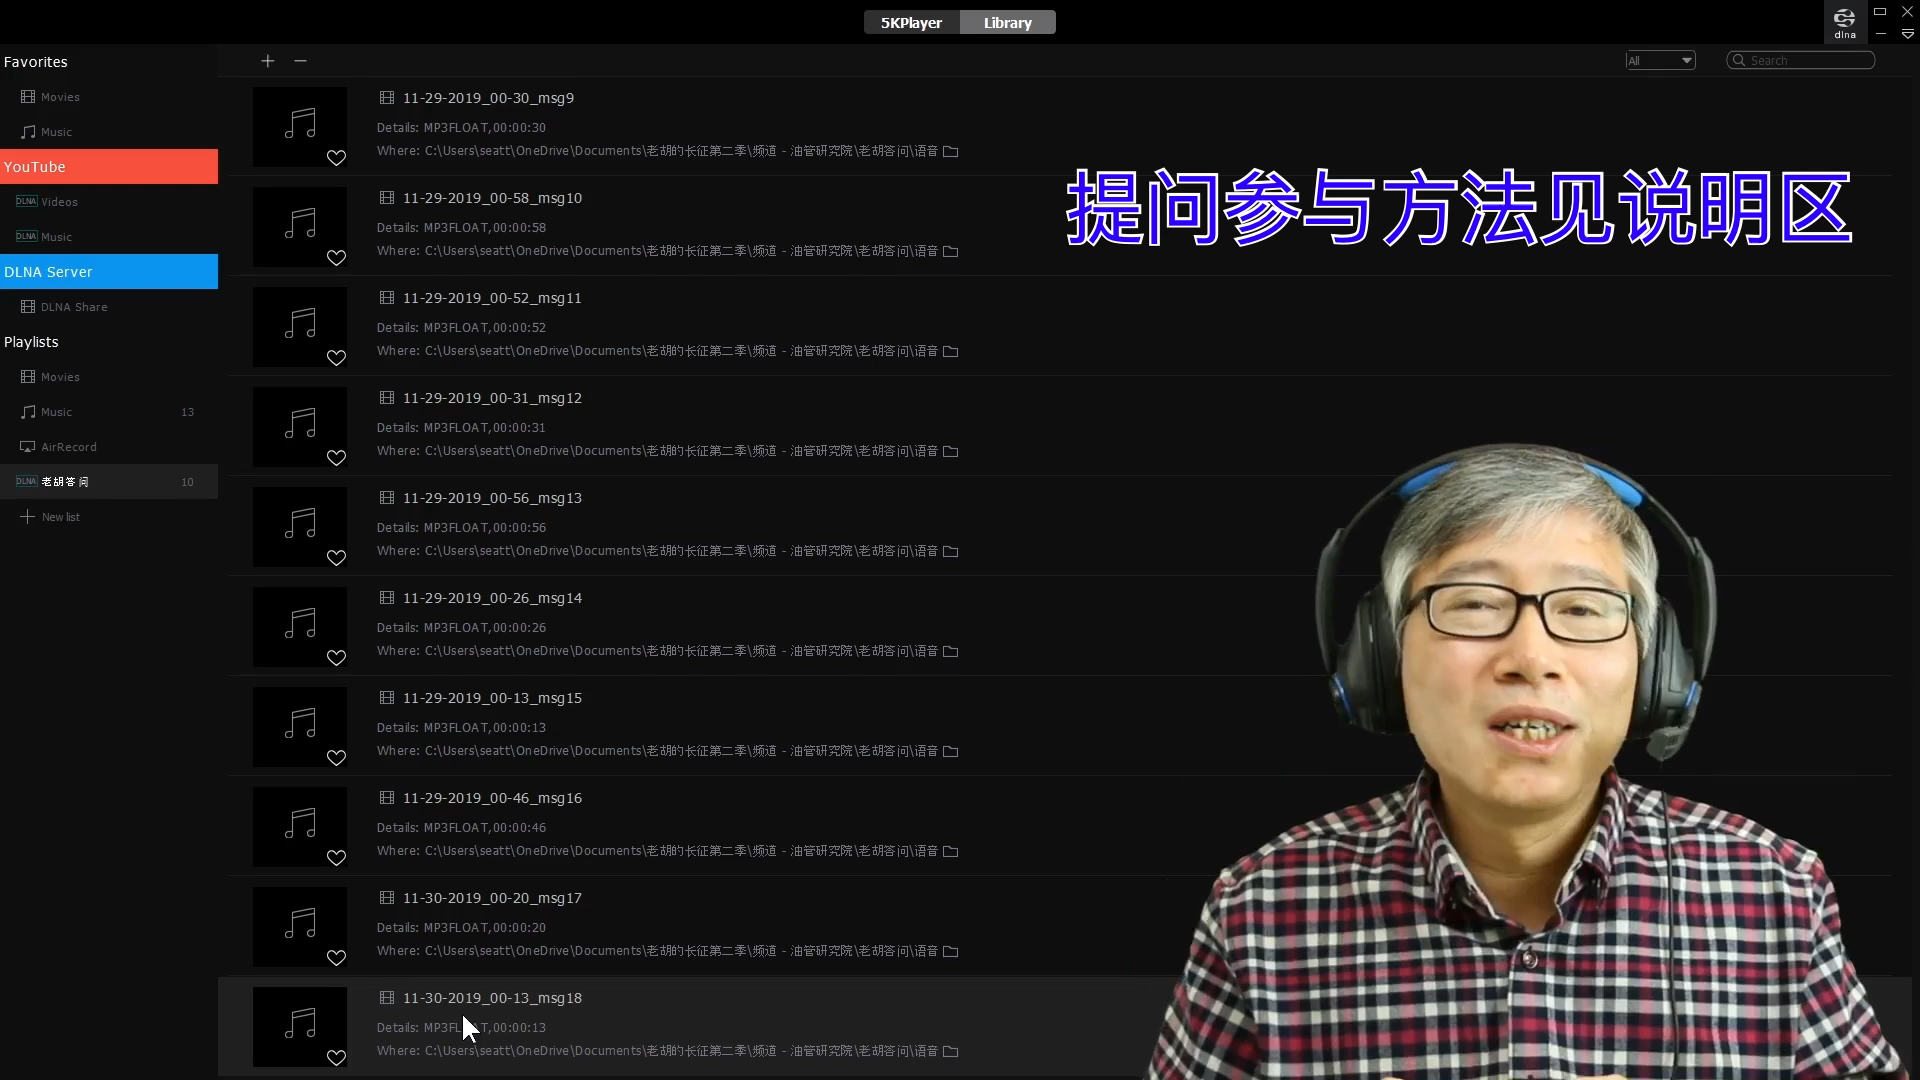 5KPlayer
Library
dlna
Favorites
Movies
Music
YouTube
DLNA Videos
DLNA Music
DLNA Server
DLNA Share
Playlists
Movies
Music 13
AirRecord
DLNA 老胡答问 10
New list
All
Search
11-29-2019_00-30_msg9
Details: MP3FLOAT,00:00:30
Where: C:\Users\seatt\OneDrive\Documents\老胡的长征第二季\频道 - 油管研究院\老胡答问\语音
11-29-2019_00-58_msg10
Details: MP3FLOAT,00:00:58
Where: C:\Users\seatt\OneDrive\Documents\老胡的长征第二季\频道 - 油管研究院\老胡答问\语音
11-29-2019_00-52_msg11
Details: MP3FLOAT,00:00:52
Where: C:\Users\seatt\OneDrive\Documents\老胡的长征第二季\频道 - 油管研究院\老胡答问\语音
11-29-2019_00-31_msg12
Details: MP3FLOAT,00:00:31
Where: C:\Users\seatt\OneDrive\Documents\老胡的长征第二季\频道 - 油管研究院\老胡答问\语音
11-29-2019_00-56_msg13
Details: MP3FLOAT,00:00:56
Where: C:\Users\seatt\OneDrive\Documents\老胡的长征第二季\频道 - 油管研究院\老胡答问\语音
11-29-2019_00-26_msg14
Details: MP3FLOAT,00:00:26
Where: C:\Users\seatt\OneDrive\Documents\老胡的长征第二季\频道 - 油管研究院\老胡答问\语音
11-29-2019_00-13_msg15
Details: MP3FLOAT,00:00:13
Where: C:\Users\seatt\OneDrive\Documents\老胡的长征第二季\频道 - 油管研究院\老胡答问\语音
11-29-2019_00-46_msg16
Details: MP3FLOAT,00:00:46
Where: C:\Users\seatt\OneDrive\Documents\老胡的长征第二季\频道 - 油管研究院\老胡答问\语音
11-30-2019_00-20_msg17
Details: MP3FLOAT,00:00:20
Where: C:\Users\seatt\OneDrive\Documents\老胡的长征第二季\频道 - 油管研究院\老胡答问\语音
11-30-2019_00-13_msg18
Details: MP3FLOAT,00:00:13
Where: C:\Users\seatt\OneDrive\Documents\老胡的长征第二季\频道 - 油管研究院\老胡答问\语音
提问参与方法见说明区